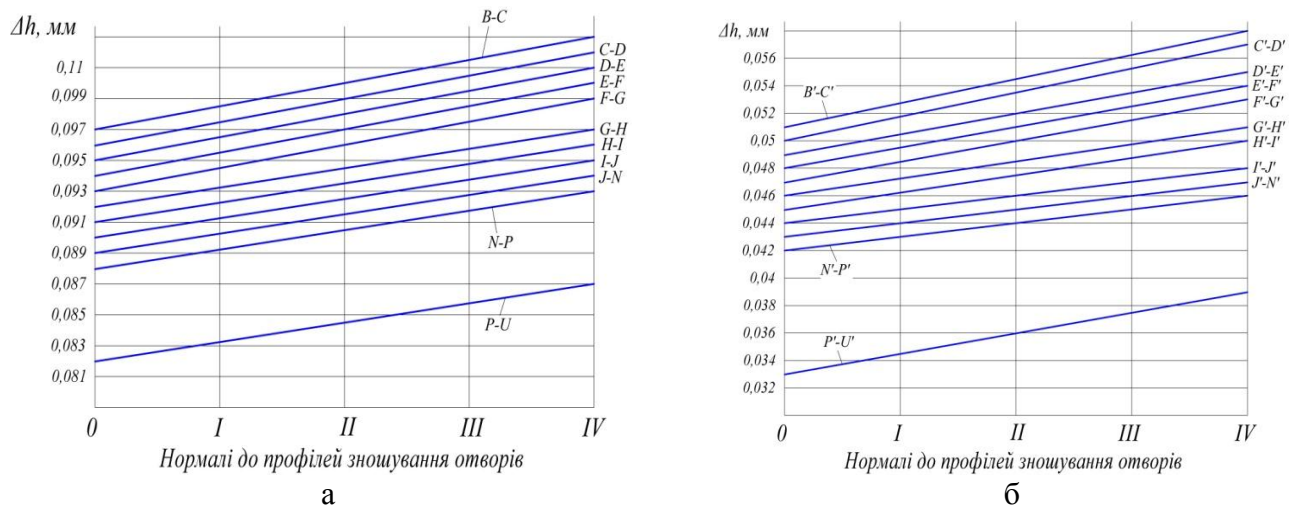 Δh, мм
0,11
0,099
0,097
0,095
0,093
0,091
0,089
0,087
0,085
0,083
0,081
B-C
C-D
D-E
E-F
F-G
G-H
H-I
I-J
J-N
N-P
P-U
0 I II III IV
Нормалі до профілей зношування отворів
а
Δh, мм
0,056
0,054
0,052
0,05
0,048
0,046
0,044
0,042
0,04
0,038
0,036
0,034
0,032
B'-C'
C'-D'
D'-E'
E'-F'
F'-G'
G'-H'
H'-I'
I'-J'
J'-N'
N'-P'
P'-U'
0 I II III IV
Нормалі до профілей зношування отворів
б